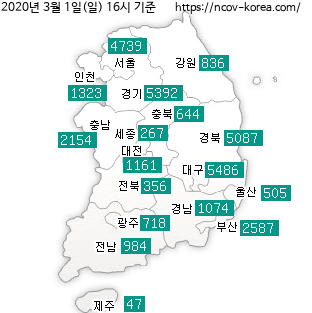 2020년 3월 1일(일) 16시 기준 https://ncov-korea.com/
4739
서울
강원 836
인천
1323
경기 5392
충북 644
충남
2154
세종 267
경북 5087
대전
1161
대구 5486
전북 356
울산 505
경남 1074
광주 718
부산 2587
전남 984
제주 47